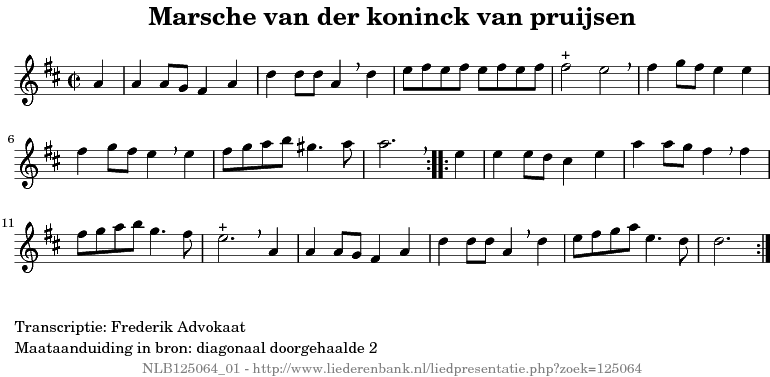 Marsche van der koninck van pruijsen
+
6
11
+
Transcriptie: Frederik Advokaat
Maataanduiding in bron: diagonaal doorgehaalde 2
NLB125064_01 - http://www.liederenbank.nl/liedpresentatie.php?zoek=125064